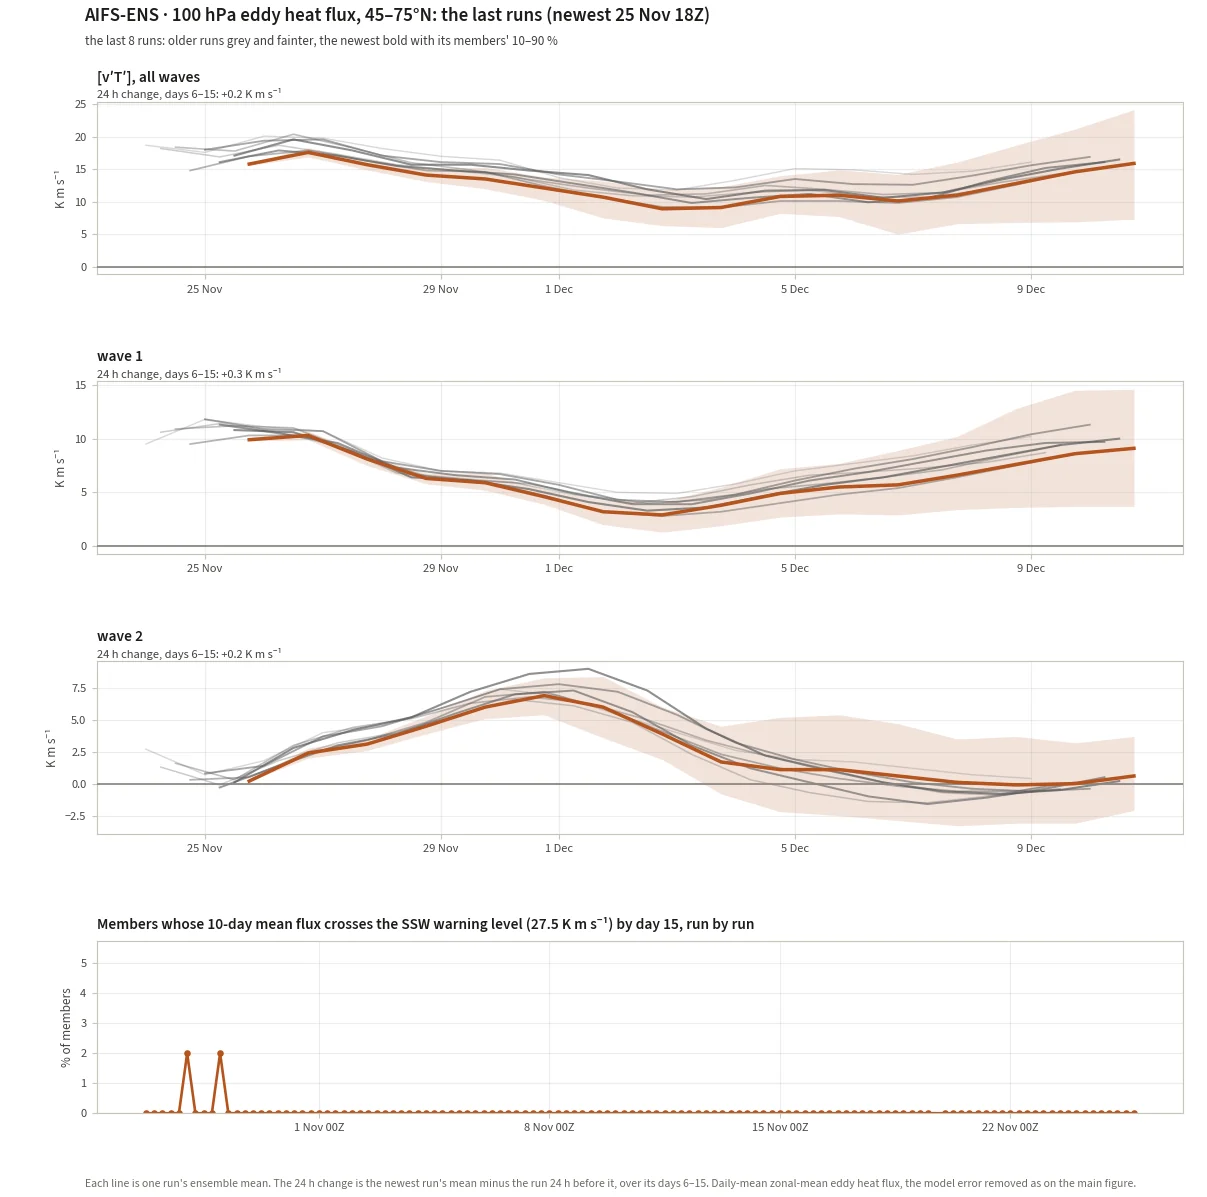 AIFS-ENS · 100 hPa eddy heat flux, 45–75°N: the last runs (newest 25 Nov 18Z)
the last 8 runs: older runs grey and fainter, the newest bold with its members' 10–90 %
[v′T′], all waves
24 h change, days 6–15: +0.2 K m s⁻¹
25
20
15
10
5
0
K m s⁻¹
25 Nov
29 Nov
1 Dec
5 Dec
9 Dec
wave 1
24 h change, days 6–15: +0.3 K m s⁻¹
15
10
5
0
K m s⁻¹
25 Nov
29 Nov
1 Dec
5 Dec
9 Dec
wave 2
24 h change, days 6–15: +0.2 K m s⁻¹
7.5
5.0
2.5
0.0
−2.5
K m s⁻¹
25 Nov
29 Nov
1 Dec
5 Dec
9 Dec
Members whose 10-day mean flux crosses the SSW warning level (27.5 K m s⁻¹) by day 15, run by run
5
4
3
2
1
0
% of members
1 Nov 00Z
8 Nov 00Z
15 Nov 00Z
22 Nov 00Z
Each line is one run's ensemble mean. The 24 h change is the newest run's mean minus the run 24 h before it, over its days 6–15. Daily-mean zonal-mean eddy heat flux, the model error removed as on the main figure.